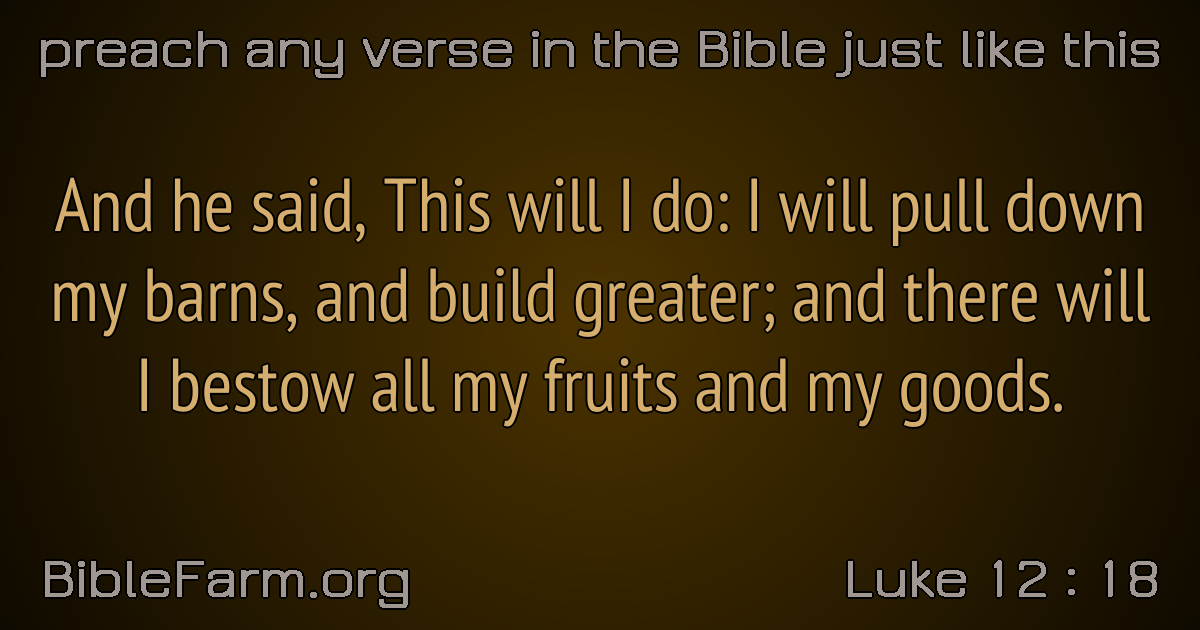 preach any verse in the Bible just like this
And he said, This will I do: I will pull down
my barns, and build greater; and there will
I bestow all my fruits and my goods.
BibleFarm.org
Luke 12 : 18